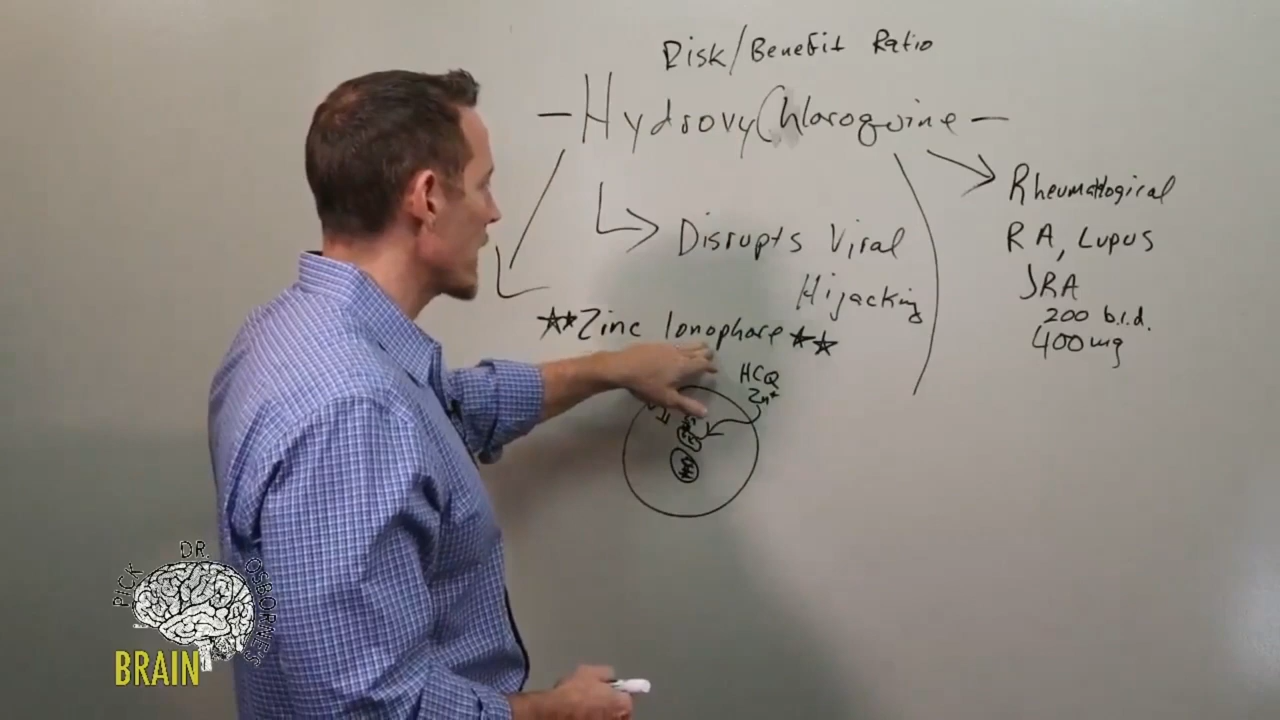 Risk/Benefit Ratio
- HydroxyChloroquine -
Rheumatological
RA, Lupus
JRA
200 b.i.d.
400mg
Disrupts Viral
Hijacking
Zinc Ionophore
HCQ
Zn+
PICK DR. OSBORNE'S
BRAIN